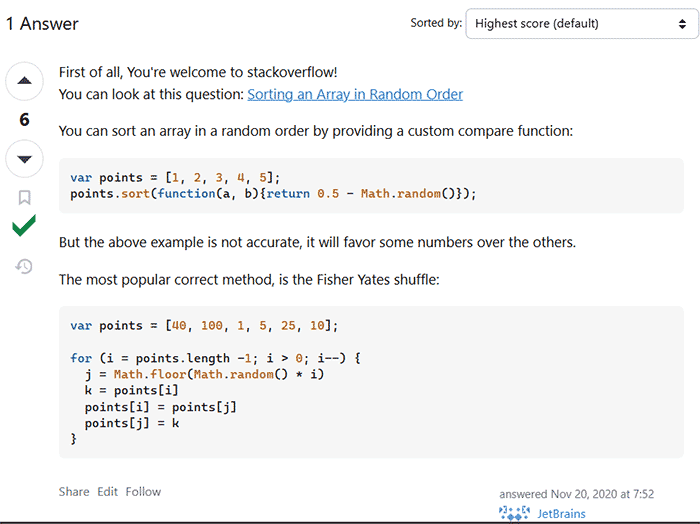 1 Answer
Sorted by: Highest score (default)
First of all, You're welcome to stackoverflow!
You can look at this question: Sorting an Array in Random Order
6
You can sort an array in a random order by providing a custom compare function:
var points = [1, 2, 3, 4, 5];
points.sort(function(a, b){return 0.5 - Math.random()});
But the above example is not accurate, it will favor some numbers over the others.
The most popular correct method, is the Fisher Yates shuffle:
var points = [40, 100, 1, 5, 25, 10];
for (i = points.length -1; i > 0; i--) {
  j = Math.floor(Math.random() * i)
  k = points[i]
  points[i] = points[j]
  points[j] = k
}
Share Edit Follow
answered Nov 20, 2020 at 7:52
JetBrains